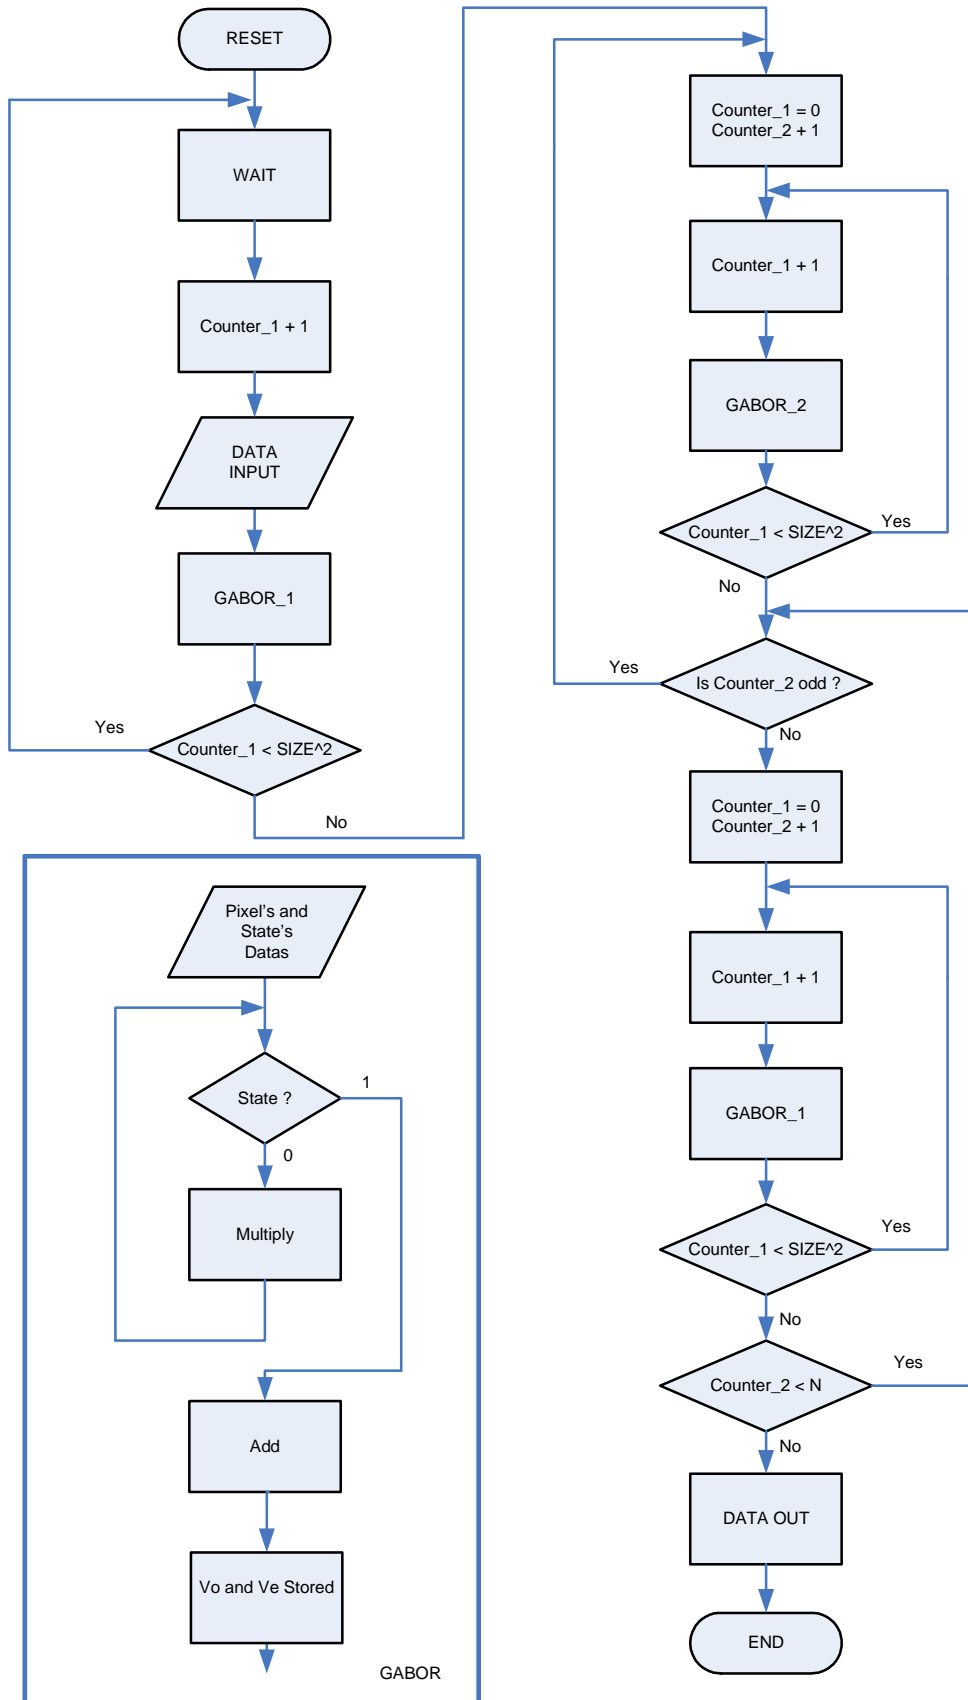 RESET
WAIT
Counter_1 + 1
DATA
INPUT
GABOR_1
Yes
Counter_1 < SIZE^2
No
Counter_1 = 0
Counter_2 + 1
Counter_1 + 1
GABOR_2
Counter_1 < SIZE^2
Yes
No
Yes
Is Counter_2 odd ?
No
Counter_1 = 0
Counter_2 + 1
Counter_1 + 1
GABOR_1
Counter_1 < SIZE^2
Yes
No
Counter_2 < N
Yes
No
DATA OUT
END
Pixel's and
State's
Datas
State ?
1
0
Multiply
Add
Vo and Ve Stored
GABOR